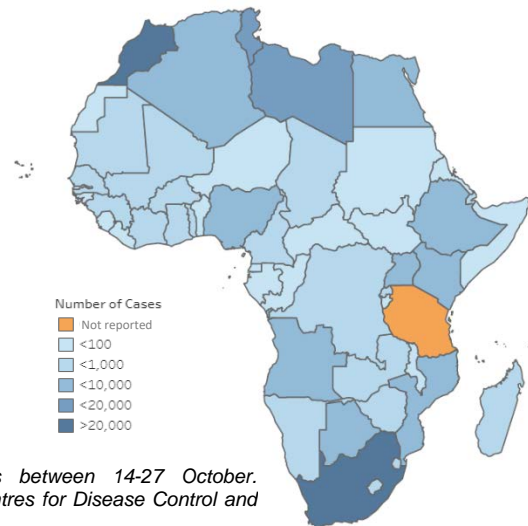 Number of Cases
Not reported
<100
<1,000
<10,000
<20,000
>20,000
between 14-27 October.
for Disease Control and